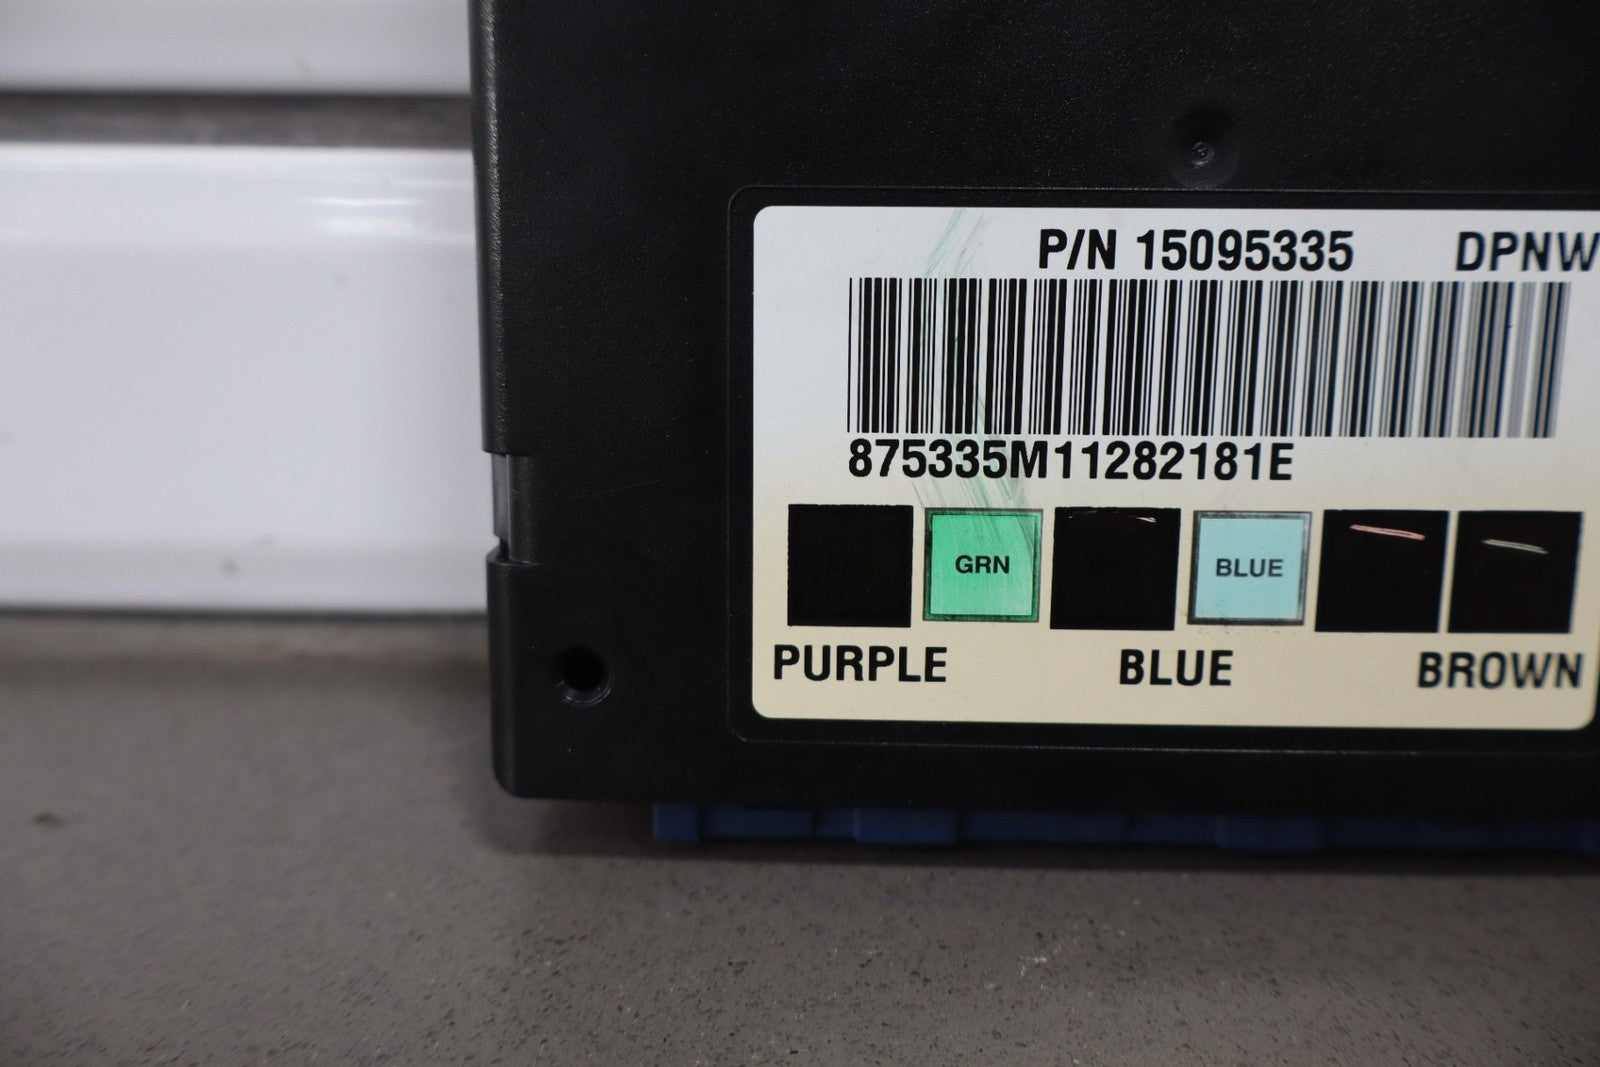 P/N 15095335 DPNW
875335M11282181E
GRN BLUE
PURPLE BLUE BROWN